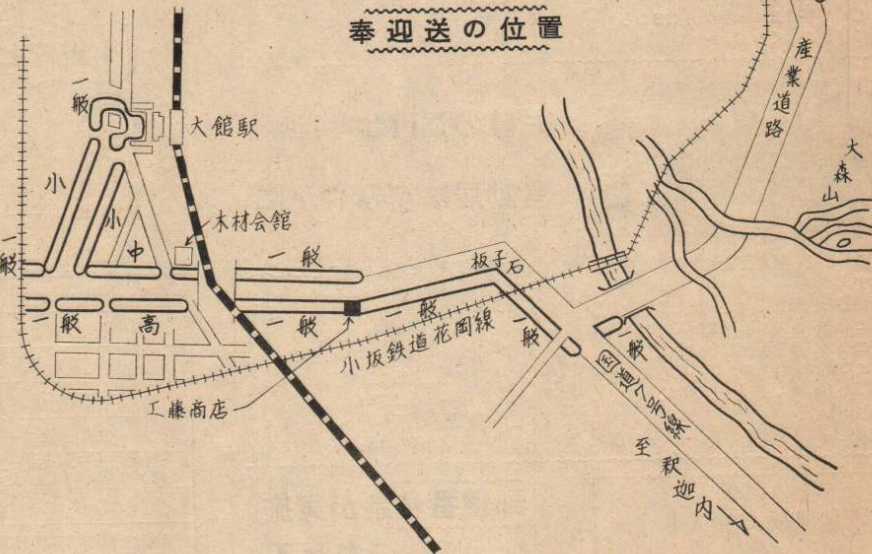 奉迎送の位置
産業道路
大森山
一般
大館駅
小
小
中
木材会館
一般
一般
板子石
一般
高
一般
一般
一般
一般
小坂鉄道花岡線
国道7号線
工藤商店
至釈迦内